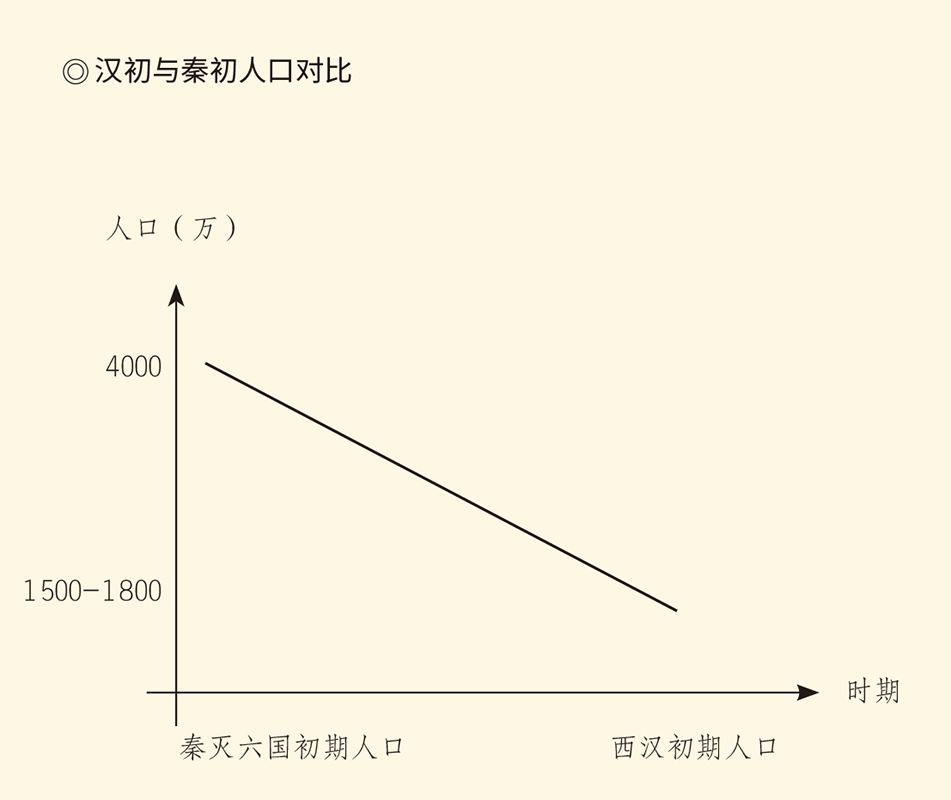 ◎汉初与秦初人口对比
人口（万）
4000
1500-1800
时期
秦灭六国初期人口
西汉初期人口